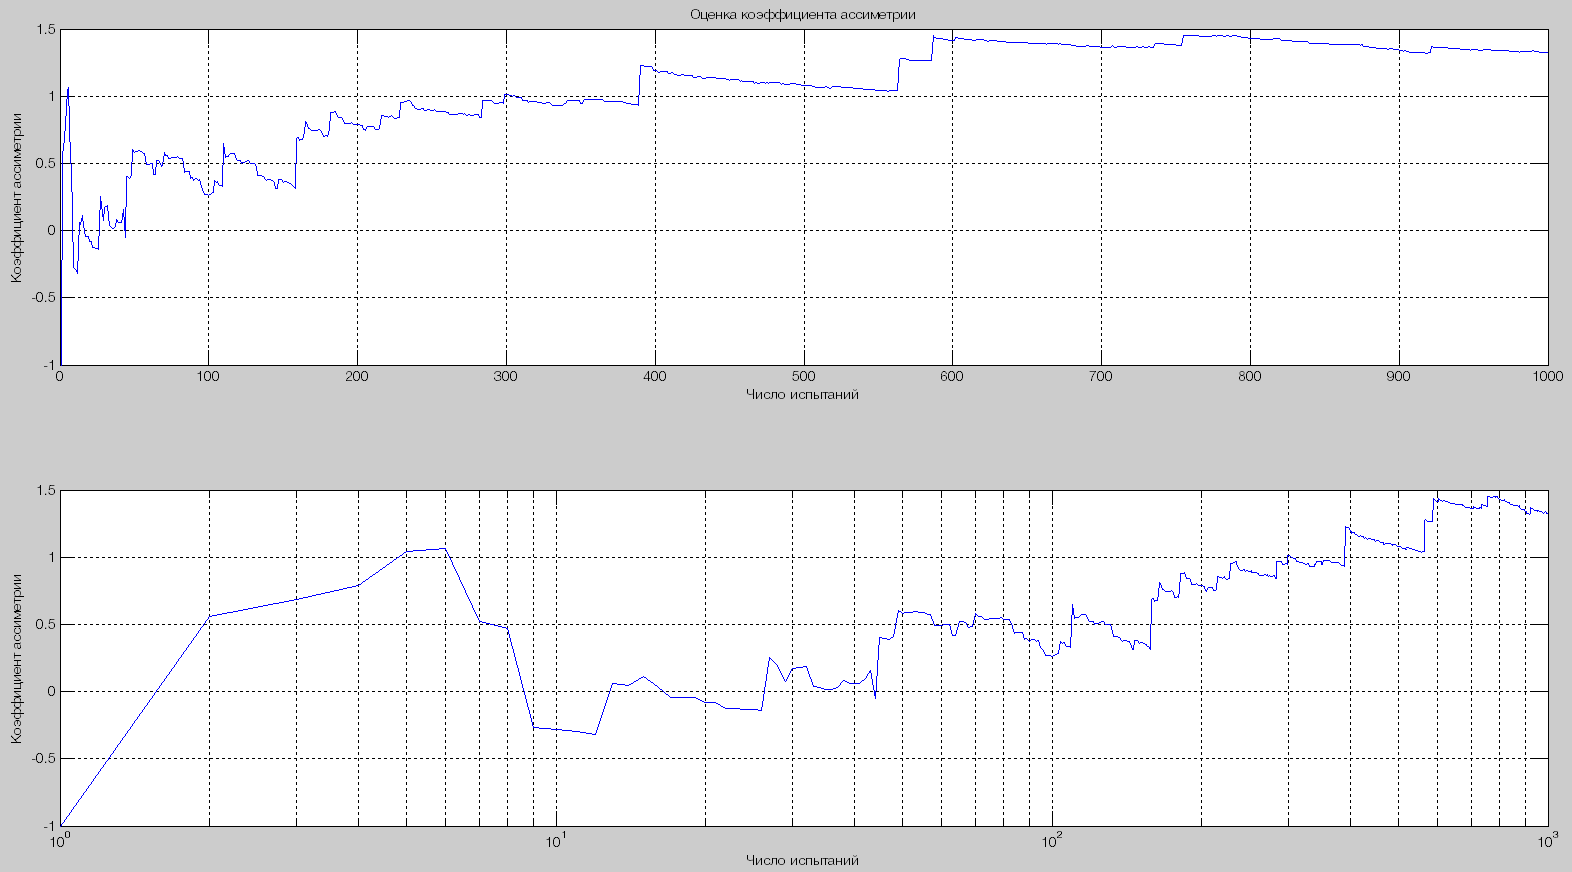 Оценка коэффициента ассиметрии
1.5
1
0.5
0
-0.5
-1
Коэффициент ассиметрии
0 100 200 300 400 500 600 700 800 900 1000
Число испытаний
1.5
1
0.5
0
-0.5
-1
Коэффициент ассиметрии
10^0 10^1 10^2 10^3
Число испытаний